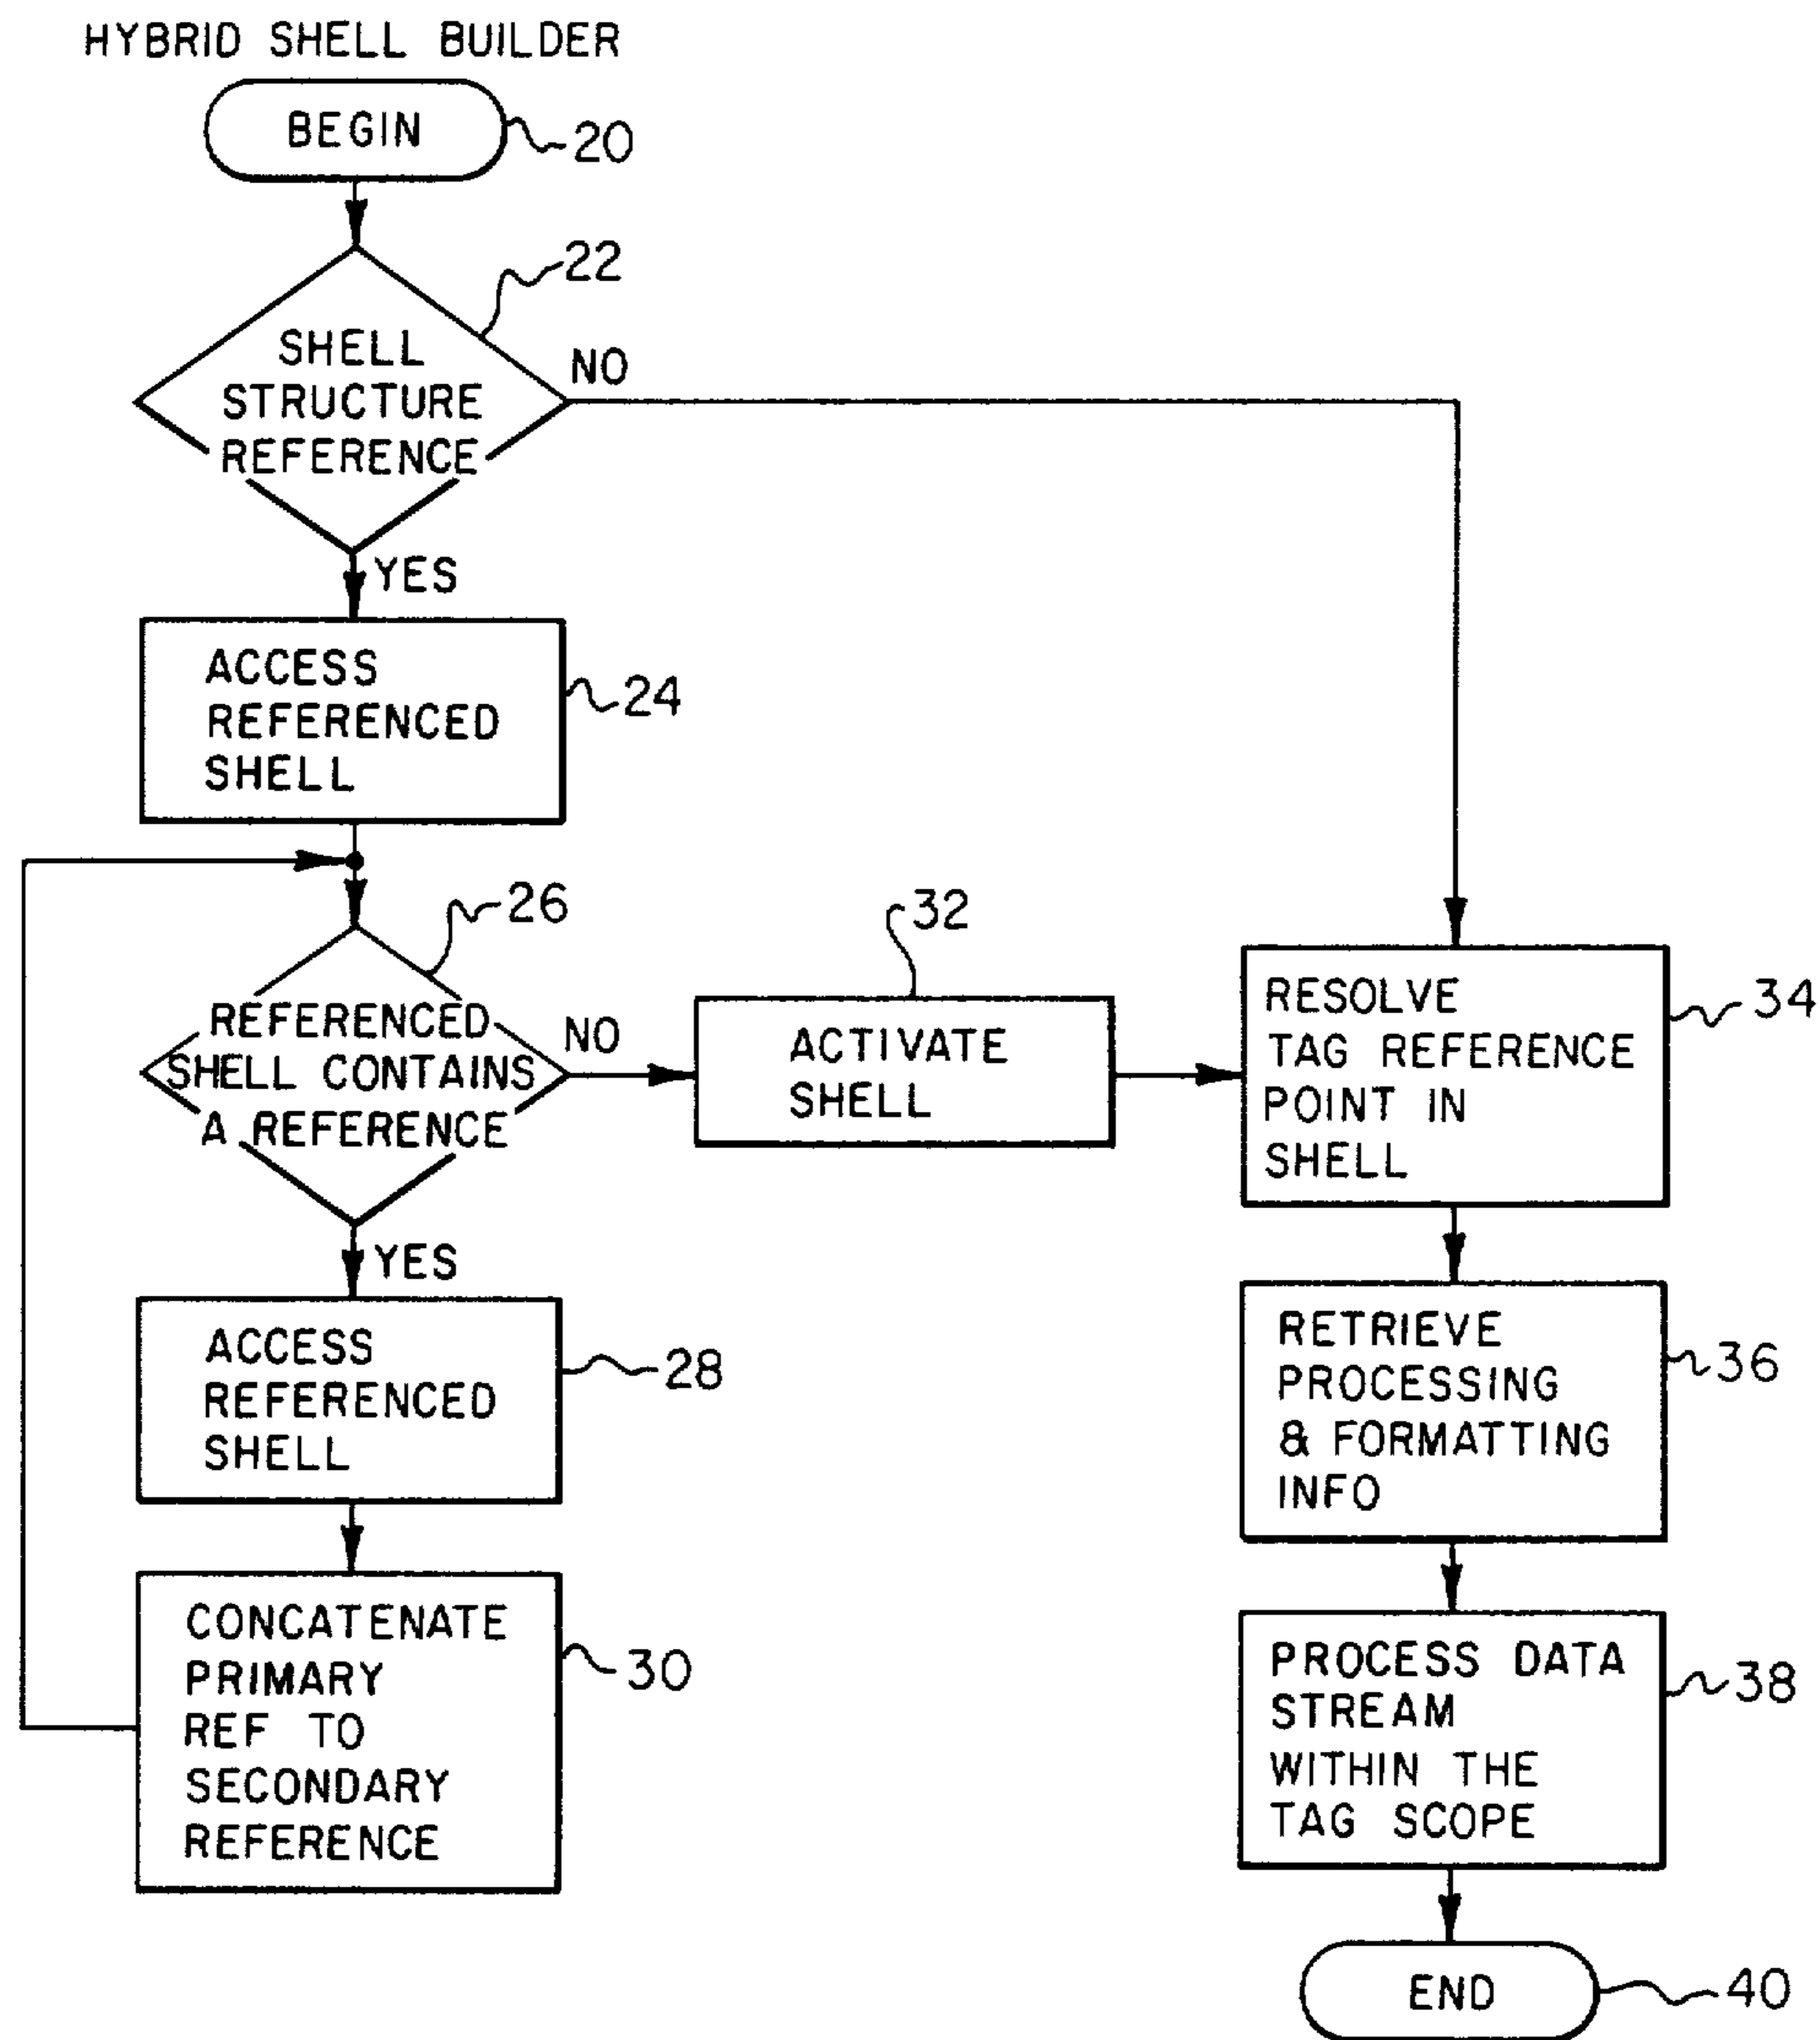 HYBRID SHELL BUILDER
BEGIN
20
22
SHELL
STRUCTURE
REFERENCE
NO
YES
ACCESS
REFERENCED
SHELL
24
26
REFERENCED
SHELL CONTAINS
A REFERENCE
NO
YES
32
ACTIVATE
SHELL
RESOLVE
TAG REFERENCE
POINT IN
SHELL
34
ACCESS
REFERENCED
SHELL
28
RETRIEVE
PROCESSING
& FORMATTING
INFO
36
CONCATENATE
PRIMARY
REF TO
SECONDARY
REFERENCE
30
PROCESS DATA
STREAM
WITHIN THE
TAG SCOPE
38
END
40